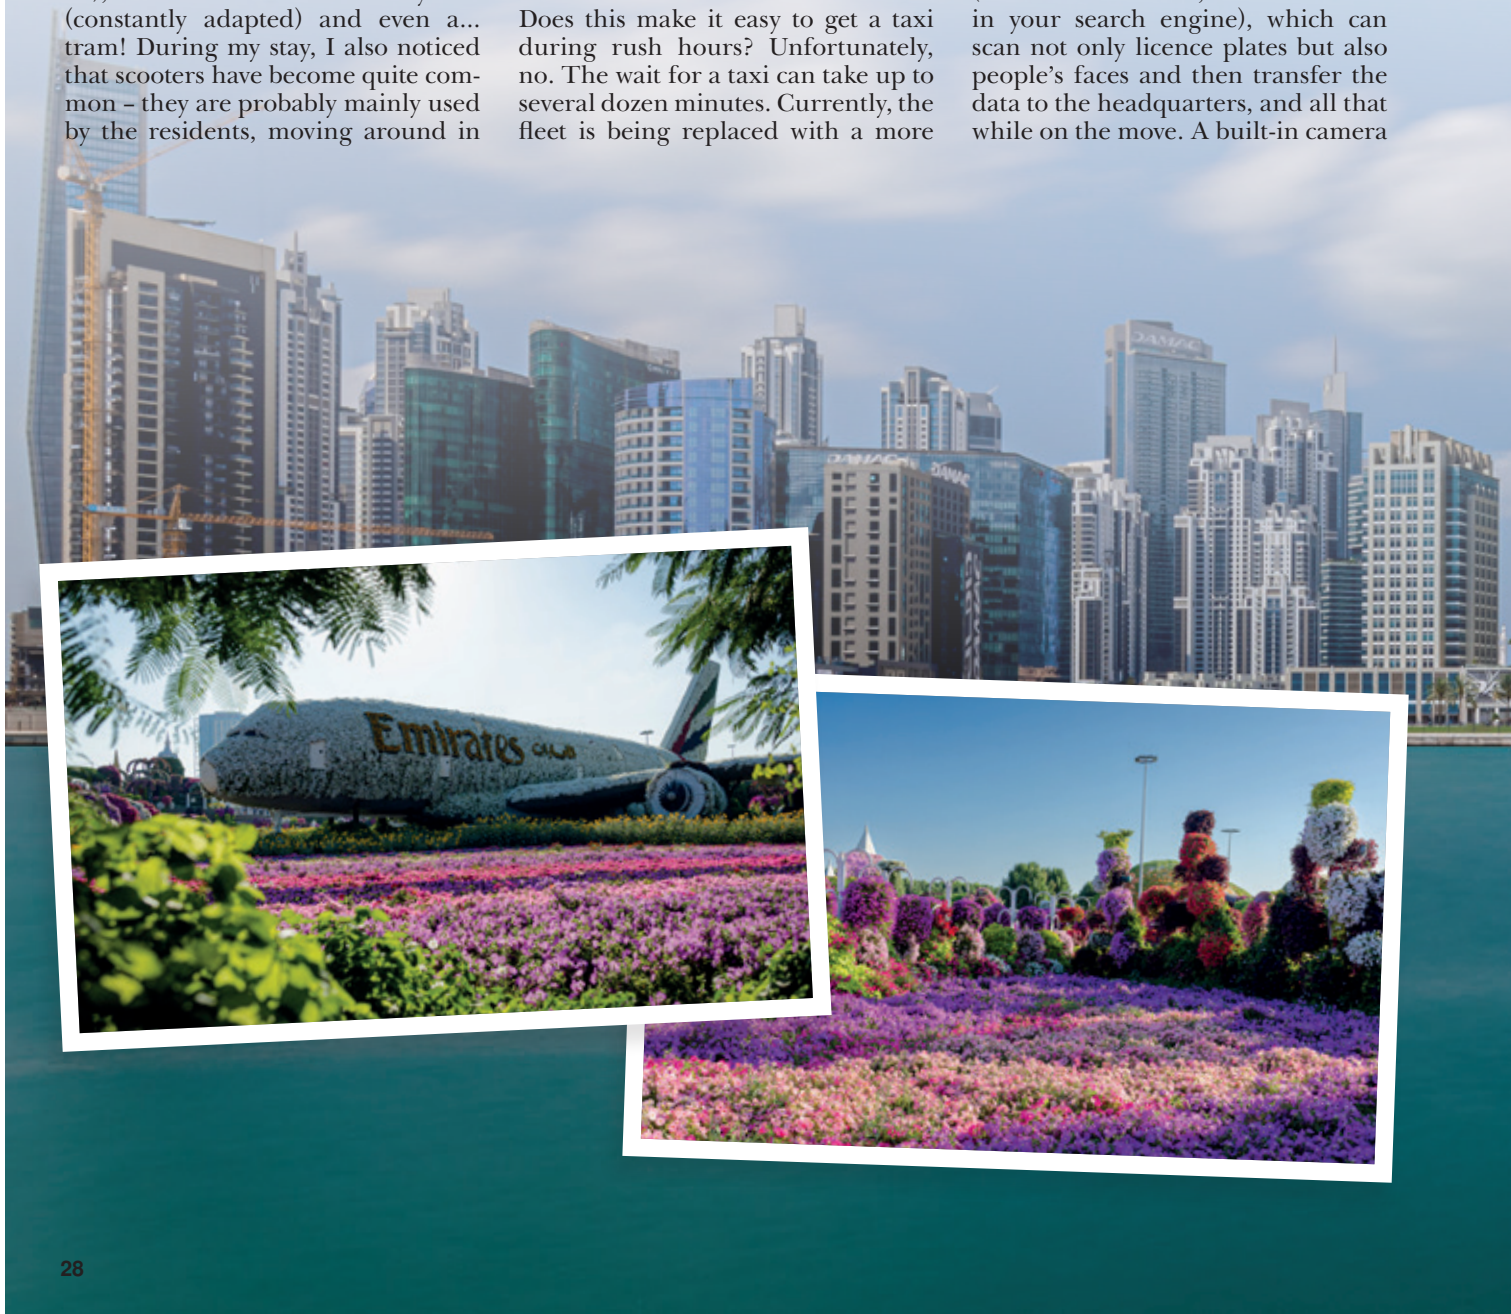 (constantly adapted) and even a...
tram! During my stay, I also noticed
that scooters have become quite com-
mon – they are probably mainly used
by the residents, moving around in
Does this make it easy to get a taxi
during rush hours? Unfortunately,
no. The wait for a taxi can take up to
several dozen minutes. Currently, the
fleet is being replaced with a more
in your search engine), which can
scan not only licence plates but also
people’s faces and then transfer the
data to the headquarters, and all that
while on the move. A built-in camera
DAMAC
DAMAC
DAMAC
Emirates
28